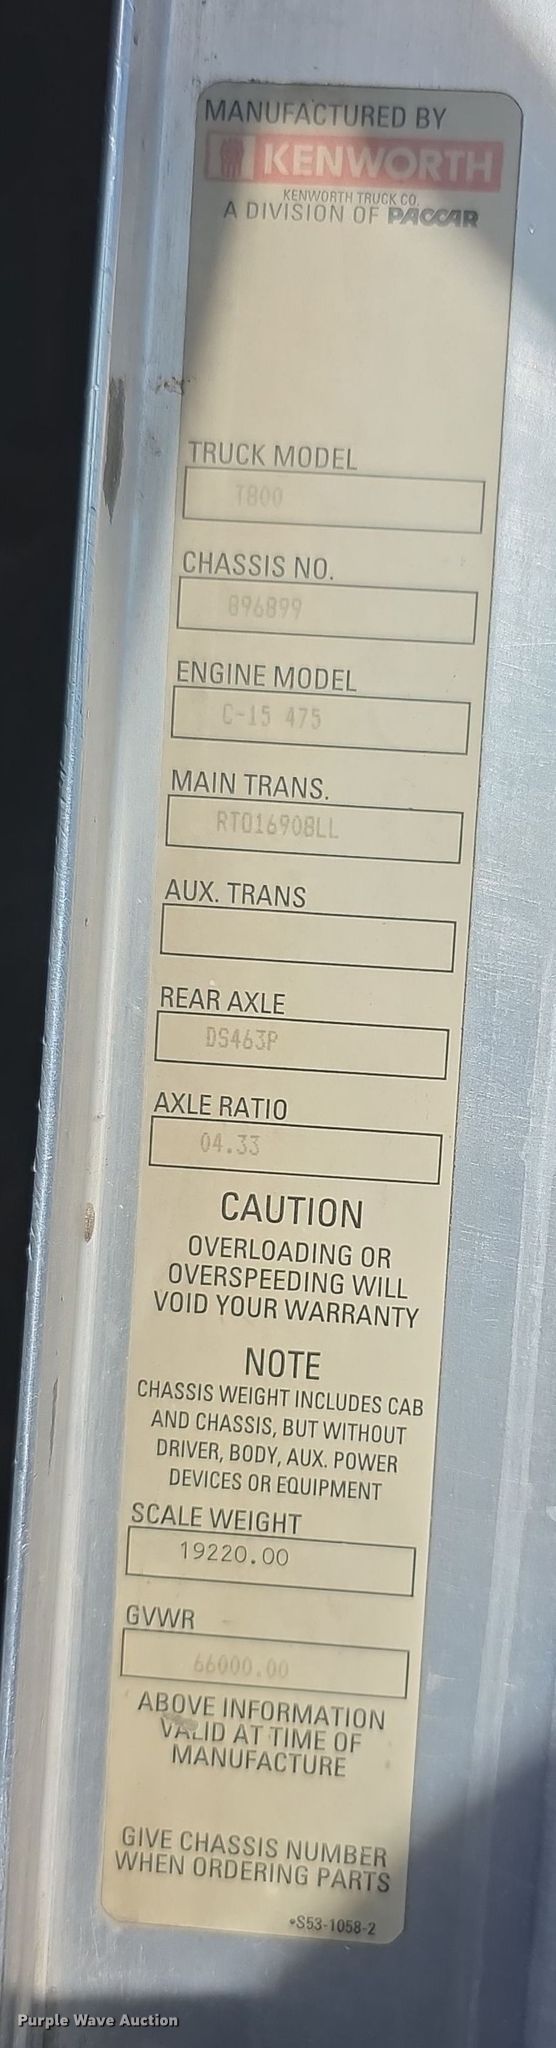 MANUFACTURED BY
KENWORTH
KENWORTH TRUCK CO.
A DIVISION OF PACCAR
TRUCK MODEL
T800
CHASSIS NO.
896899
ENGINE MODEL
C-15 475
MAIN TRANS.
RTO16908LL
AUX. TRANS
REAR AXLE
DS463P
AXLE RATIO
04.33
CAUTION
OVERLOADING OR
OVERSPEEDING WILL
VOID YOUR WARRANTY
NOTE
CHASSIS WEIGHT INCLUDES CAB
AND CHASSIS, BUT WITHOUT
DRIVER, BODY, AUX. POWER
DEVICES OR EQUIPMENT
SCALE WEIGHT
19220.00
GVWR
66000.00
ABOVE INFORMATION
VALID AT TIME OF
MANUFACTURE
GIVE CHASSIS NUMBER
WHEN ORDERING PARTS
•S53-1058-2
Purple Wave Auction